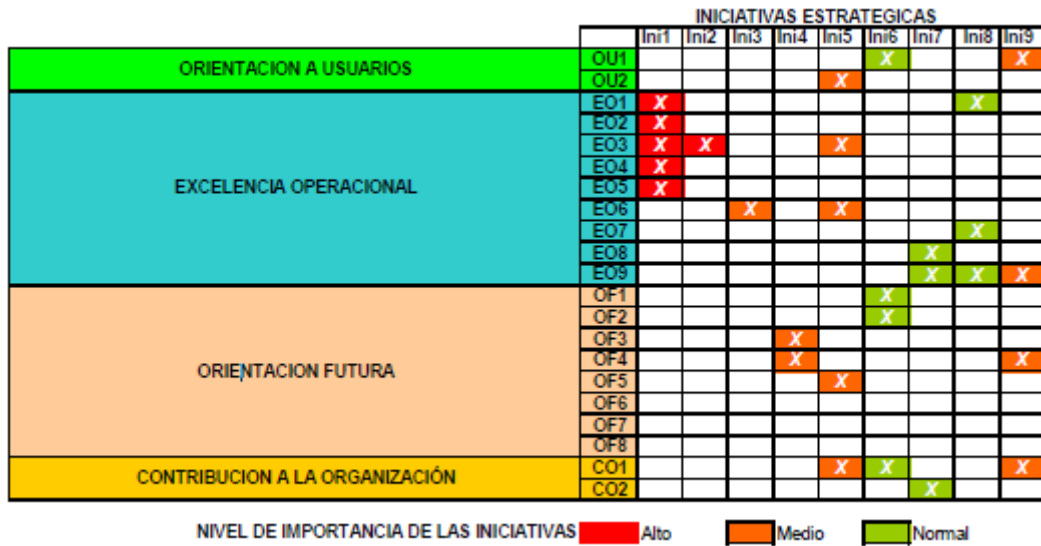 INICIATIVAS ESTRATEGICAS
Ini1 Ini2 Ini3 Ini4 Ini5 Ini6 Ini7 Ini8 Ini9
ORIENTACION A USUARIOS
OU1 X X
OU2 X
EXCELENCIA OPERACIONAL
EO1 X X
EO2 X
EO3 X X X
EO4 X
EO5 X
EO6 X X
EO7 X
EO8 X
EO9 X X X
ORIENTACION FUTURA
OF1 X
OF2 X
OF3 X
OF4 X X
OF5 X
OF6
OF7
OF8
CONTRIBUCION A LA ORGANIZACIÓN
CO1 X X X
CO2 X
NIVEL DE IMPORTANCIA DE LAS INICIATIVAS Alto Medio Normal